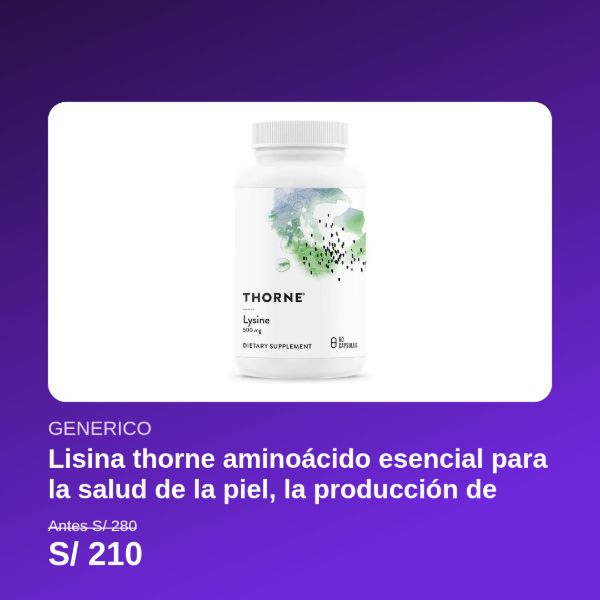 THORNE
Lysine
500 mg
DIETARY SUPPLEMENT
60 CAPSULES
GENERICO
Lisina thorne aminoácido esencial para
la salud de la piel, la producción de
Antes S/ 280
S/ 210